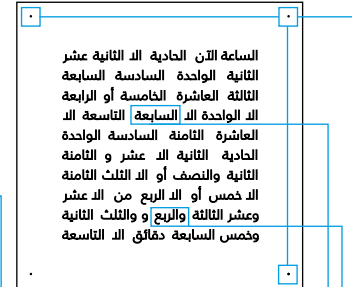 الساعة الآن الحادية الا الثانية عشر
الثانية الواحدة السادسة السابعة
الثالثة العاشرة الخامسة أو الرابعة
الا الواحدة الا السابعة التاسعة الا
العاشرة الثامنة السادسة الواحدة
الحادية الثانية الا عشر و الثامنة
الثانية والنصف أو الا الثلث الثامنة
الا خمس أو الا الربع من الا عشر
وعشر الثالثة والربع و والثلث الثانية
وخمس السابعة دقائق الا التاسعة